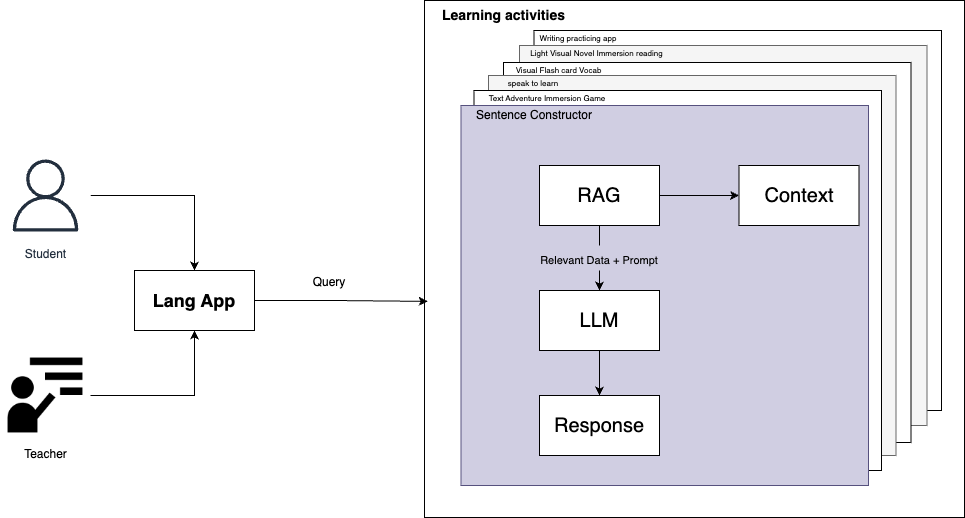 Learning activities
Writing practicing app
Light Visual Novel Immersion reading
Visual Flash card Vocab
speak to learn
Text Adventure Immersion Game
Sentence Constructor
RAG
Context
Student
Relevant Data + Prompt
Query
Lang App
LLM
Response
Teacher